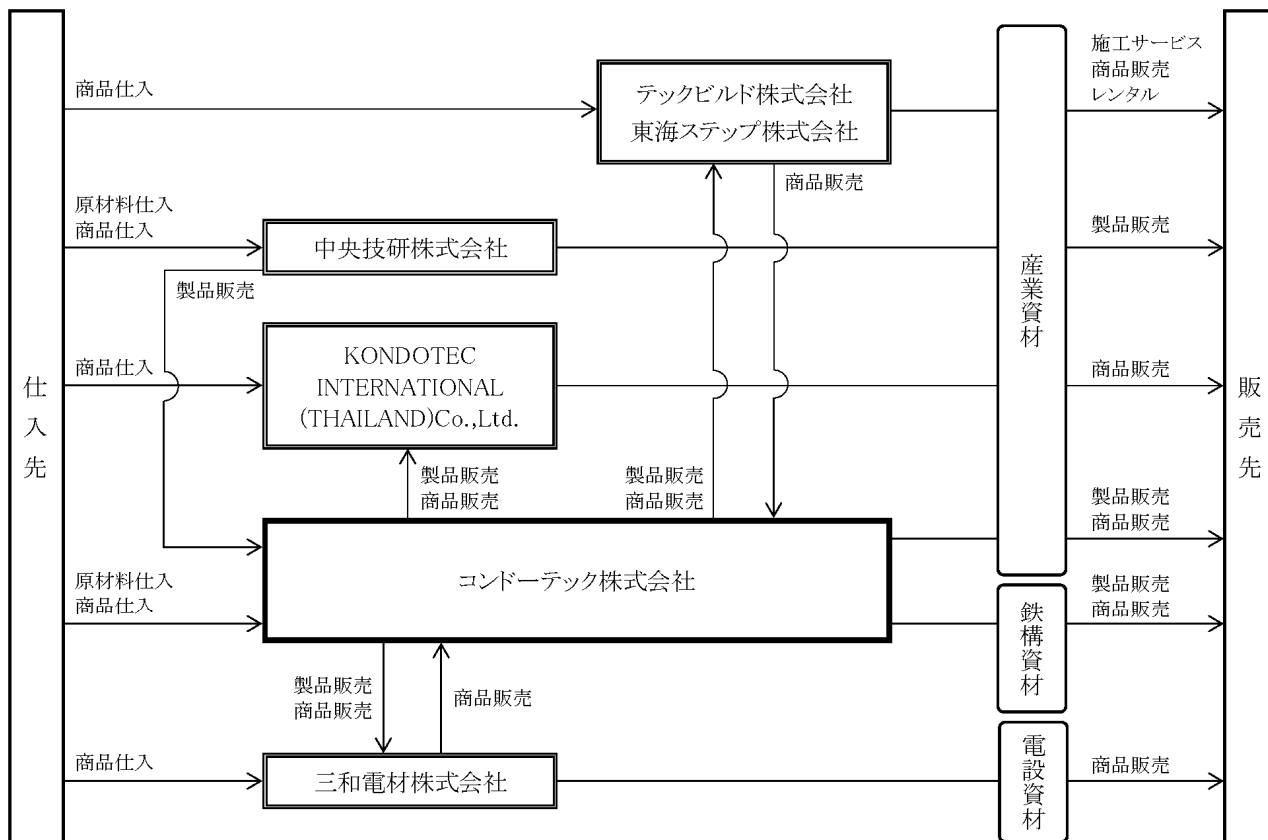 仕入先
商品仕入
テックビルド株式会社
東海ステップ株式会社
施工サービス
商品販売
レンタル
商品販売
原材料仕入
商品仕入
中央技研株式会社
製品販売
製品販売
産業資材
商品仕入
KONDOTEC
INTERNATIONAL
(THAILAND)Co.,Ltd.
商品販売
販売先
製品販売
商品販売
製品販売
商品販売
製品販売
商品販売
コンドーテック株式会社
原材料仕入
商品仕入
鉄構資材
製品販売
商品販売
製品販売
商品販売
商品販売
商品仕入
三和電材株式会社
電設資材
商品販売